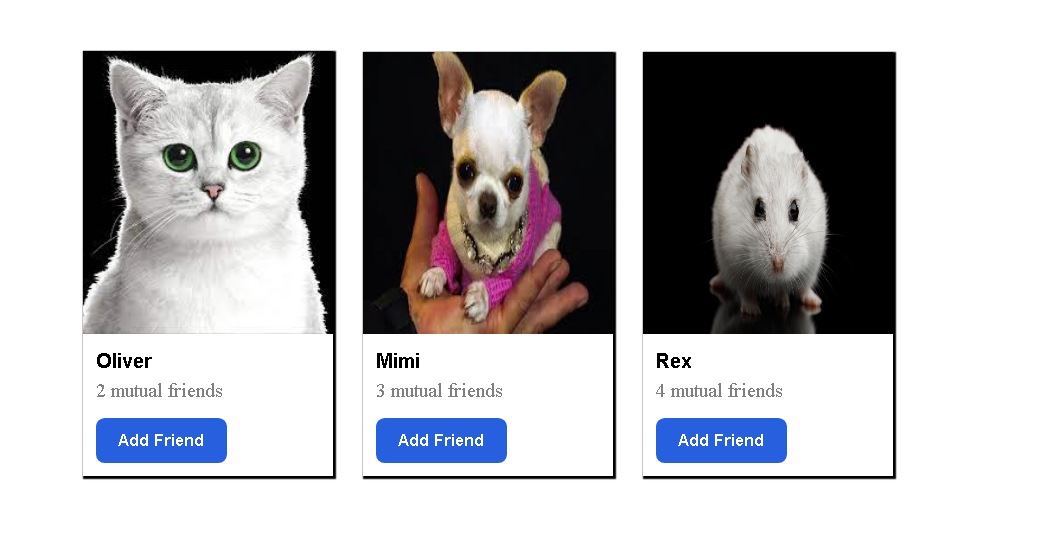 Oliver
2 mutual friends
Add Friend
Mimi
3 mutual friends
Add Friend
Rex
4 mutual friends
Add Friend